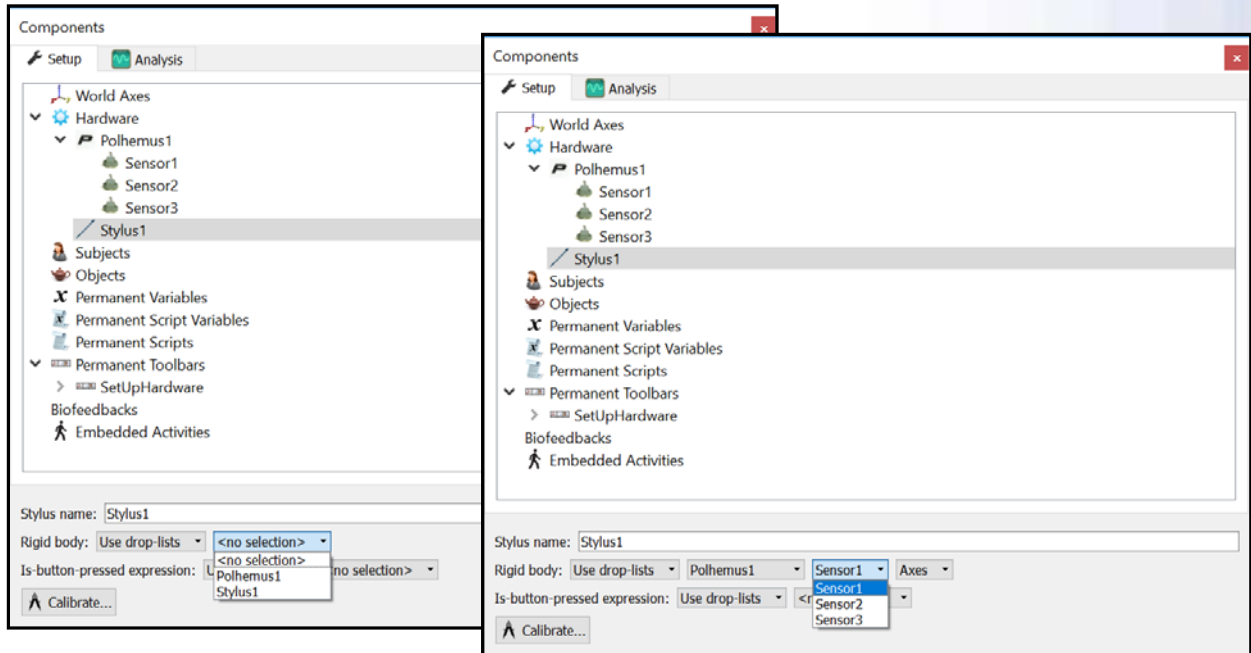 Components
Setup Analysis
World Axes
Hardware
Polhemus1
Sensor1
Sensor2
Sensor3
Stylus1
Subjects
Objects
Permanent Variables
Permanent Script Variables
Permanent Scripts
Permanent Toolbars
SetUpHardware
Biofeedbacks
Embedded Activities
Stylus name: Stylus1
Rigid body: Use drop-lists <no selection>
<no selection>
Is-button-pressed expression: no selection>
Polhemus1
Stylus1
Calibrate...
Components
Setup Analysis
World Axes
Hardware
Polhemus1
Sensor1
Sensor2
Sensor3
Stylus1
Subjects
Objects
Permanent Variables
Permanent Script Variables
Permanent Scripts
Permanent Toolbars
SetUpHardware
Biofeedbacks
Embedded Activities
Stylus name: Stylus1
Rigid body: Use drop-lists Polhemus1 Sensor1 Axes
Sensor1
Is-button-pressed expression: Use drop-lists
Sensor2
Sensor3
Calibrate...